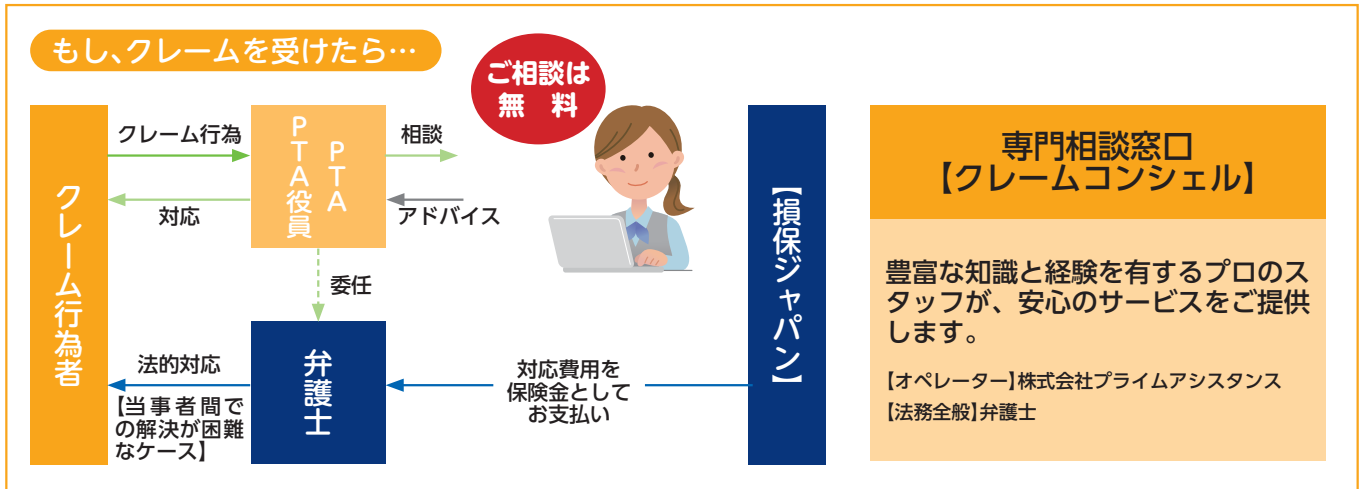 もし、クレームを受けたら…
ご相談は
無 料
クレーム行為者
クレーム行為
対応
PTA
PTA役員
相談
アドバイス
委任
弁護士
法的対応
【当事者間で
の解決が困難
なケース】
対応費用を
保険金として
お支払い
【損保ジャパン】
専門相談窓口
【クレームコンシェル】
豊富な知識と経験を有するプロのス
タッフが、安心のサービスをご提供
します。
【オペレーター】株式会社プライムアシスタンス
【法務全般】弁護士